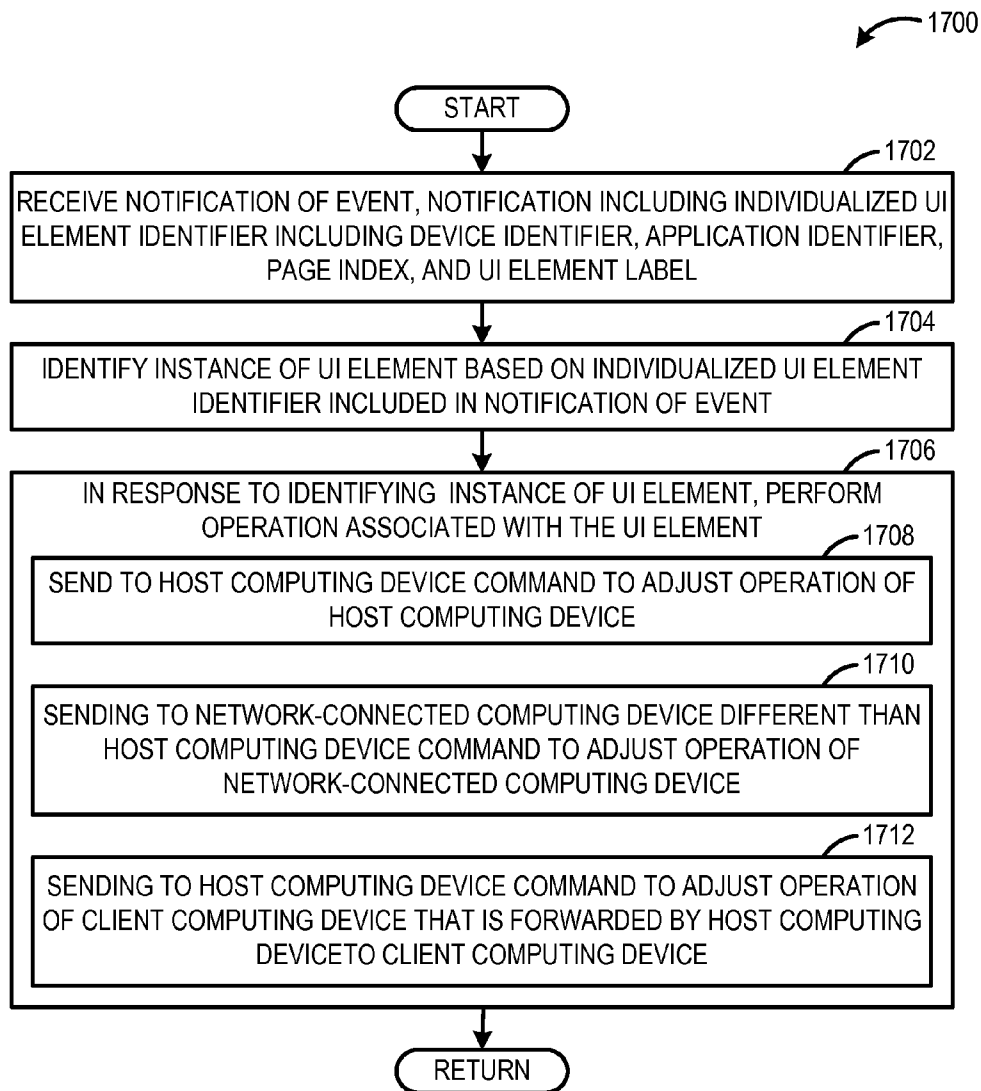 1700
START
1702
RECEIVE NOTIFICATION OF EVENT, NOTIFICATION INCLUDING INDIVIDUALIZED UI
ELEMENT IDENTIFIER INCLUDING DEVICE IDENTIFIER, APPLICATION IDENTIFIER,
PAGE INDEX, AND UI ELEMENT LABEL
1704
IDENTIFY INSTANCE OF UI ELEMENT BASED ON INDIVIDUALIZED UI ELEMENT
IDENTIFIER INCLUDED IN NOTIFICATION OF EVENT
1706
IN RESPONSE TO IDENTIFYING INSTANCE OF UI ELEMENT, PERFORM
OPERATION ASSOCIATED WITH THE UI ELEMENT
1708
SEND TO HOST COMPUTING DEVICE COMMAND TO ADJUST OPERATION OF
HOST COMPUTING DEVICE
1710
SENDING TO NETWORK-CONNECTED COMPUTING DEVICE DIFFERENT THAN
HOST COMPUTING DEVICE COMMAND TO ADJUST OPERATION OF
NETWORK-CONNECTED COMPUTING DEVICE
1712
SENDING TO HOST COMPUTING DEVICE COMMAND TO ADJUST OPERATION
OF CLIENT COMPUTING DEVICE THAT IS FORWARDED BY HOST COMPUTING
DEVICETO CLIENT COMPUTING DEVICE
RETURN